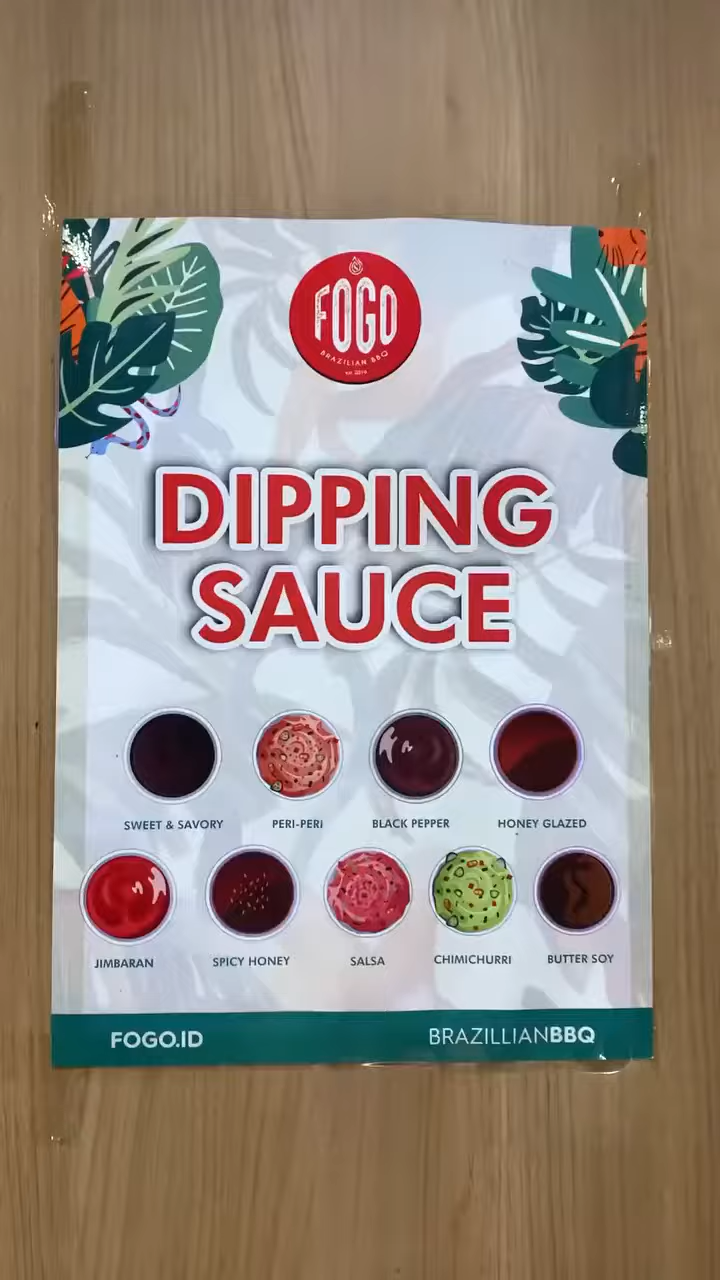 FOGO
BRAZILIAN BBQ
DIPPING
SAUCE
SWEET & SAVORY PERI-PERI BLACK PEPPER HONEY GLAZED
JIMBARAN SPICY HONEY SALSA CHIMICHURRI BUTTER SOY
FOGO.ID BRAZILLIANBBQ